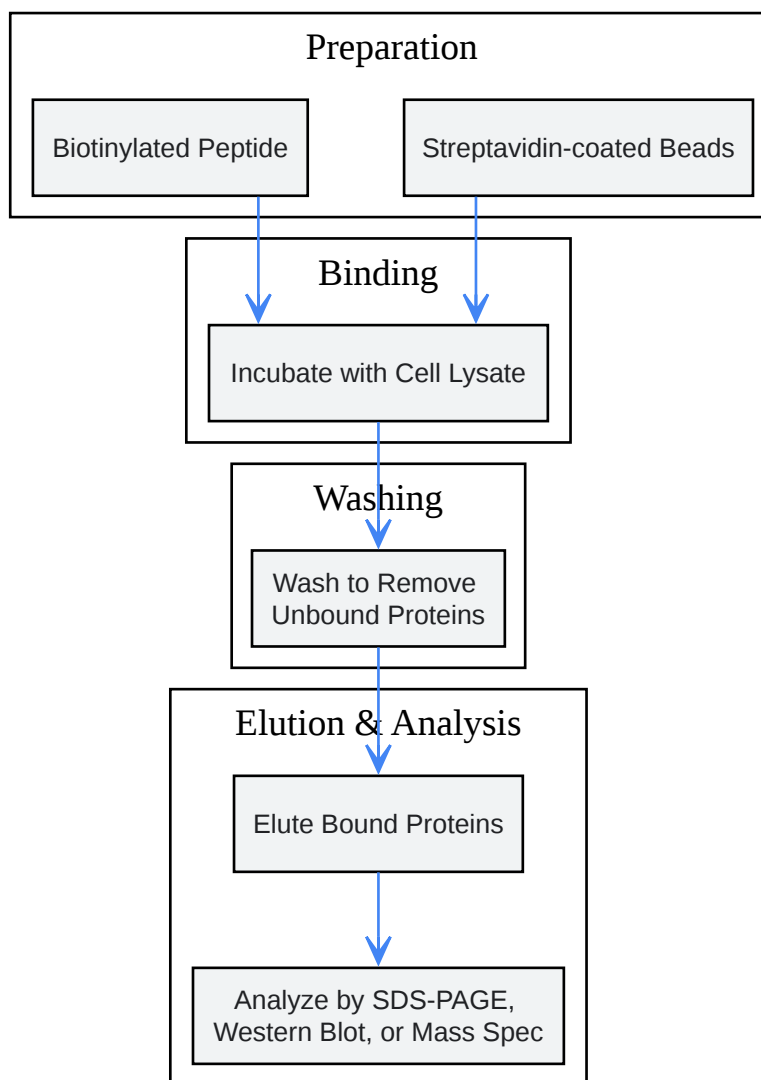 Preparation
Biotinylated Peptide
Streptavidin-coated Beads
Binding
Incubate with Cell Lysate
Washing
Wash to Remove
Unbound Proteins
Elution & Analysis
Elute Bound Proteins
Analyze by SDS-PAGE,
Western Blot, or Mass Spec